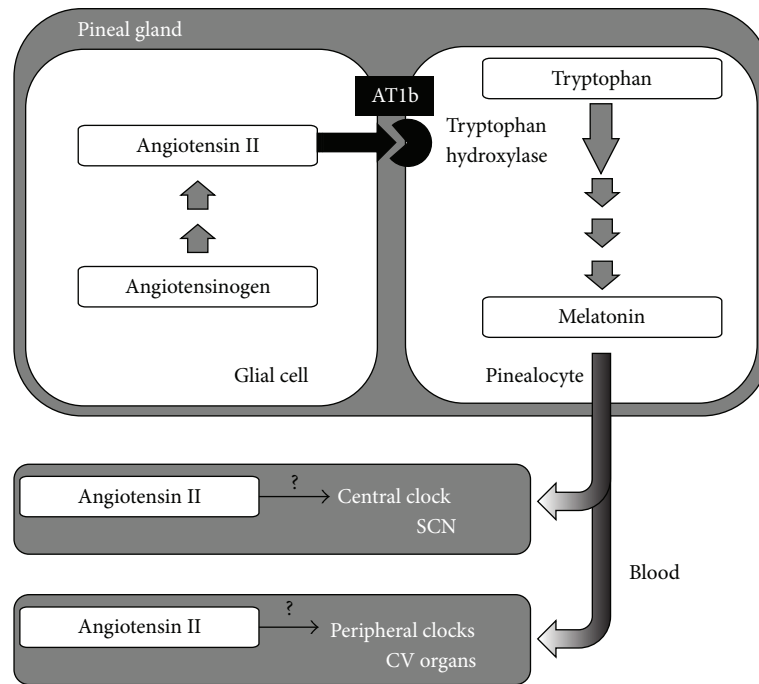 Pineal gland
AT1b
Angiotensin II
Angiotensinogen
Glial cell
Tryptophan
Tryptophan
hydroxylase
Melatonin
Pinealocyte
Angiotensin II
?
Central clock
SCN
Blood
Angiotensin II
?
Peripheral clocks
CV organs